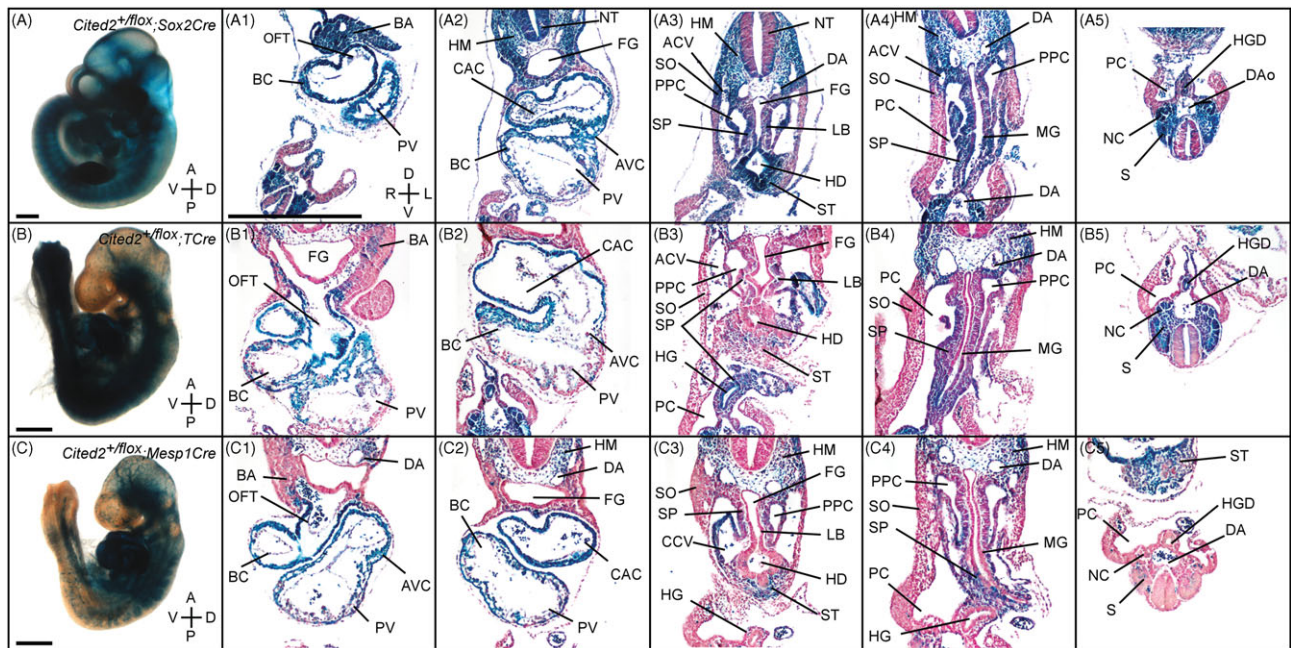 (A)
Cited2+/flox;Sox2Cre
A
V D
P
(A1)
BA
OFT
BC
PV
D
R L
V
(A2)
NT
HM
FG
CAC
BC
AVC
PV
(A3)
HM
NT
ACV
SO
DA
PPC
FG
SP
LB
HD
ST
(A4)
HM
DA
ACV
PPC
SO
PC
MG
SP
DA
(A5)
HGD
PC
DAo
NC
S
(B)
Cited2+/flox;TCre
A
V D
P
(B1)
BA
FG
OFT
BC
PV
(B2)
CAC
BC
AVC
PV
(B3)
FG
ACV
PPC
LB
SO
SP
HD
HG
ST
PC
(B4)
HM
DA
PPC
PC
SO
SP
MG
(B5)
HGD
PC
DA
NC
S
(C)
Cited2+/flox;Mesp1Cre
A
V D
P
(C1)
DA
BA
OFT
BC
AVC
PV
(C2)
HM
DA
FG
BC
CAC
PV
(C3)
HM
SO
FG
SP
PPC
CCV
LB
HD
HG
ST
(C4)
HM
PPC
DA
SO
SP
MG
PC
HG
C5
ST
HGD
PC
DA
NC
S